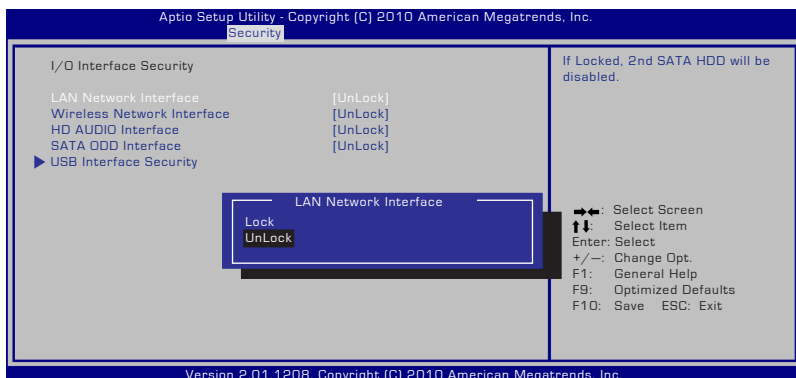 Aptio Setup Utility - Copyright (C) 2010 American Megatrends, Inc.
Security
I/O Interface Security
LAN Network Interface [UnLock]
Wireless Network Interface [UnLock]
HD AUDIO Interface [UnLock]
SATA ODD Interface [UnLock]
USB Interface Security
If Locked, 2nd SATA HDD will be
disabled.
LAN Network Interface
Lock
UnLock
→←: Select Screen
↑↓: Select Item
Enter: Select
+/—: Change Opt.
F1: General Help
F9: Optimized Defaults
F10: Save ESC: Exit
Version 2.01.1208. Copyright (C) 2010 American Megatrends, Inc.